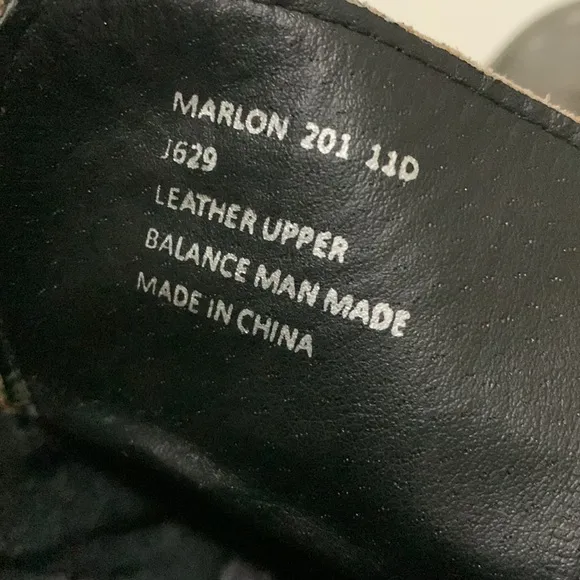 MARLON 201 11D
J629
LEATHER UPPER
BALANCE MAN MADE
MADE IN CHINA